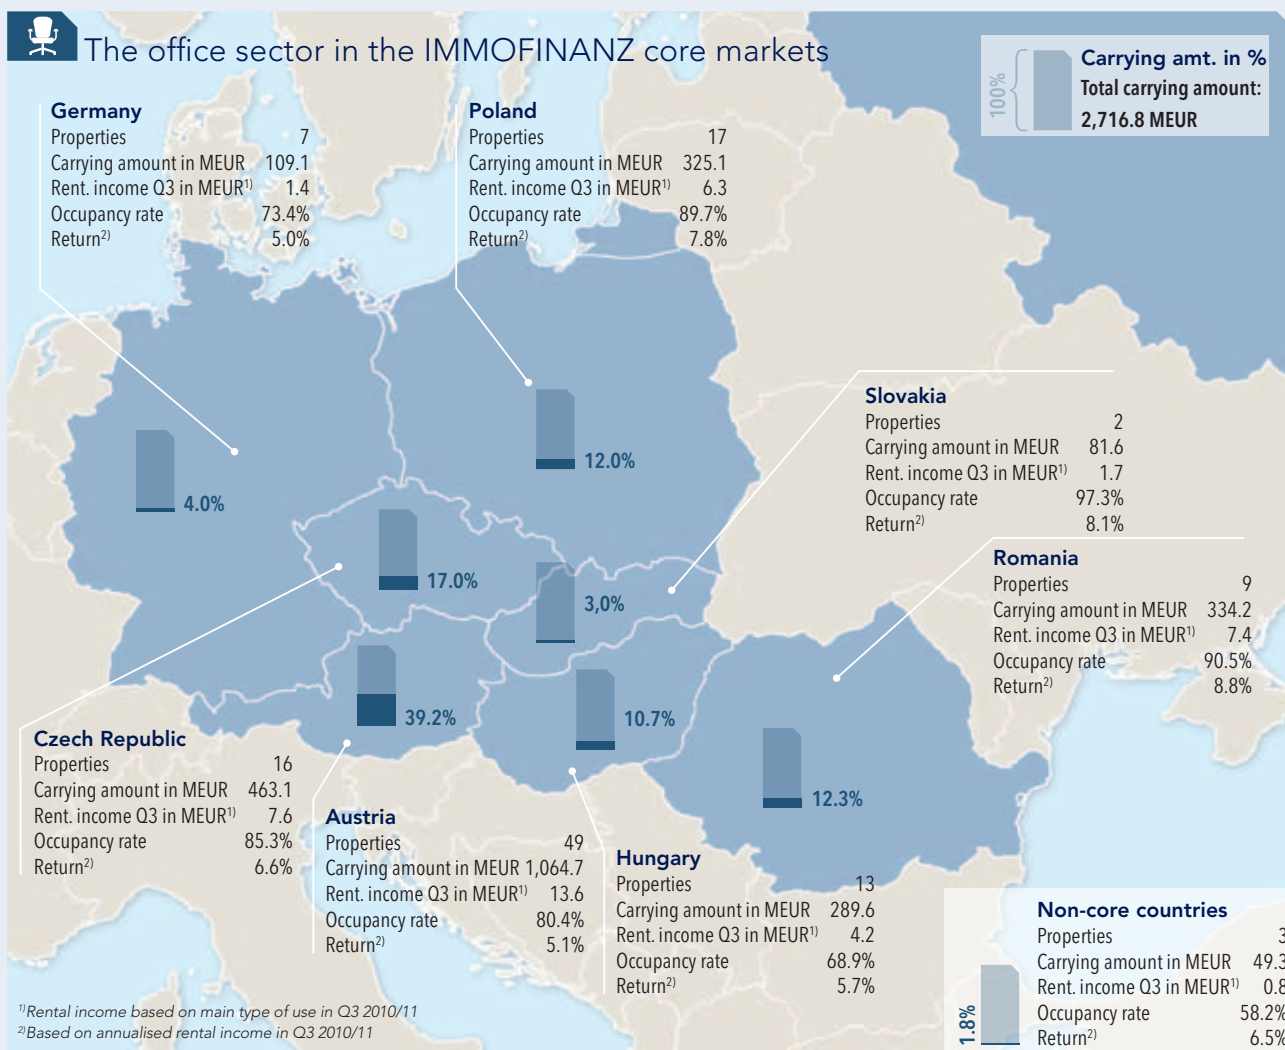 The office sector in the IMMOFINANZ core markets
100%
Carrying amt. in %
Total carrying amount:
2,716.8 MEUR
Germany
Properties 7
Carrying amount in MEUR 109.1
Rent. income Q3 in MEUR1) 1.4
Occupancy rate 73.4%
Return2) 5.0%
Poland
Properties 17
Carrying amount in MEUR 325.1
Rent. income Q3 in MEUR1) 6.3
Occupancy rate 89.7%
Return2) 7.8%
Slovakia
Properties 2
Carrying amount in MEUR 81.6
Rent. income Q3 in MEUR1) 1.7
Occupancy rate 97.3%
Return2) 8.1%
12.0%
4.0%
17.0%
3,0%
39.2%
10.7%
12.3%
Romania
Properties 9
Carrying amount in MEUR 334.2
Rent. income Q3 in MEUR1) 7.4
Occupancy rate 90.5%
Return2) 8.8%
Czech Republic
Properties 16
Carrying amount in MEUR 463.1
Rent. income Q3 in MEUR1) 7.6
Occupancy rate 85.3%
Return2) 6.6%
Austria
Properties 49
Carrying amount in MEUR 1,064.7
Rent. income Q3 in MEUR1) 13.6
Occupancy rate 80.4%
Return2) 5.1%
Hungary
Properties 13
Carrying amount in MEUR 289.6
Rent. income Q3 in MEUR1) 4.2
Occupancy rate 68.9%
Return2) 5.7%
Non-core countries
Properties 3
Carrying amount in MEUR 49.3
Rent. income Q3 in MEUR1) 0.8
Occupancy rate 58.2%
Return2) 6.5%
1.8%
1)Rental income based on main type of use in Q3 2010/11
2)Based on annualised rental income in Q3 2010/11